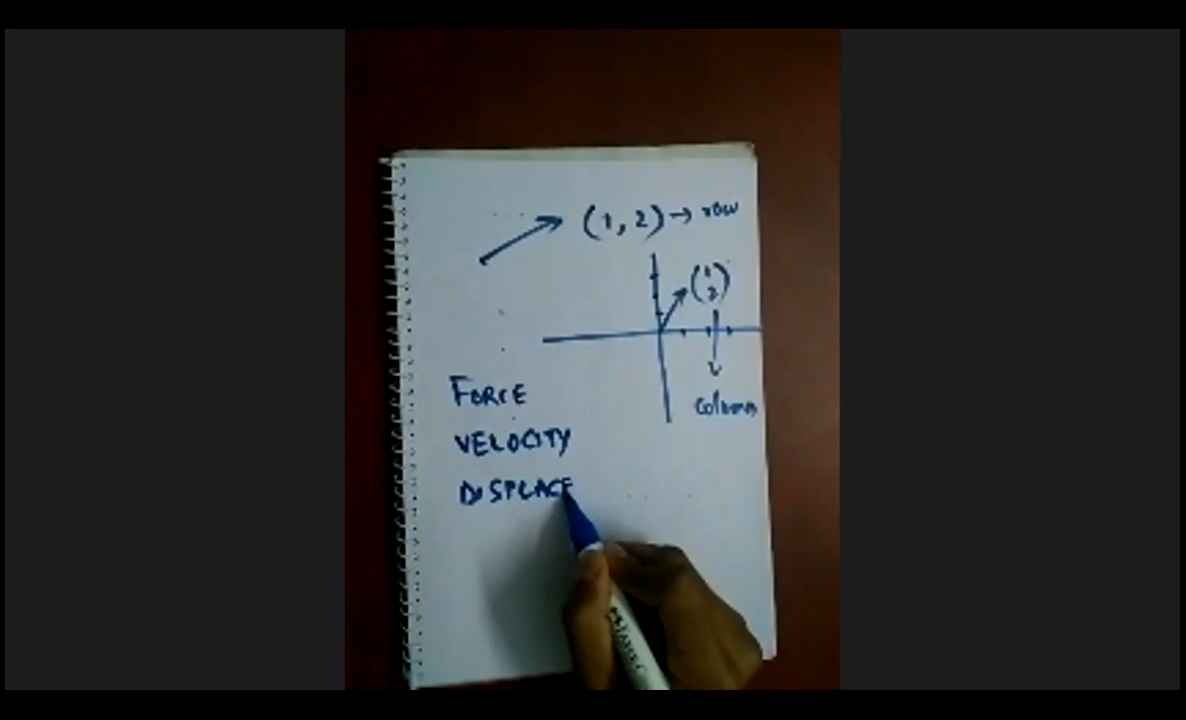 (1, 2) → row
(1
2)
column
FORCE
VELOCITY
DISPLACE